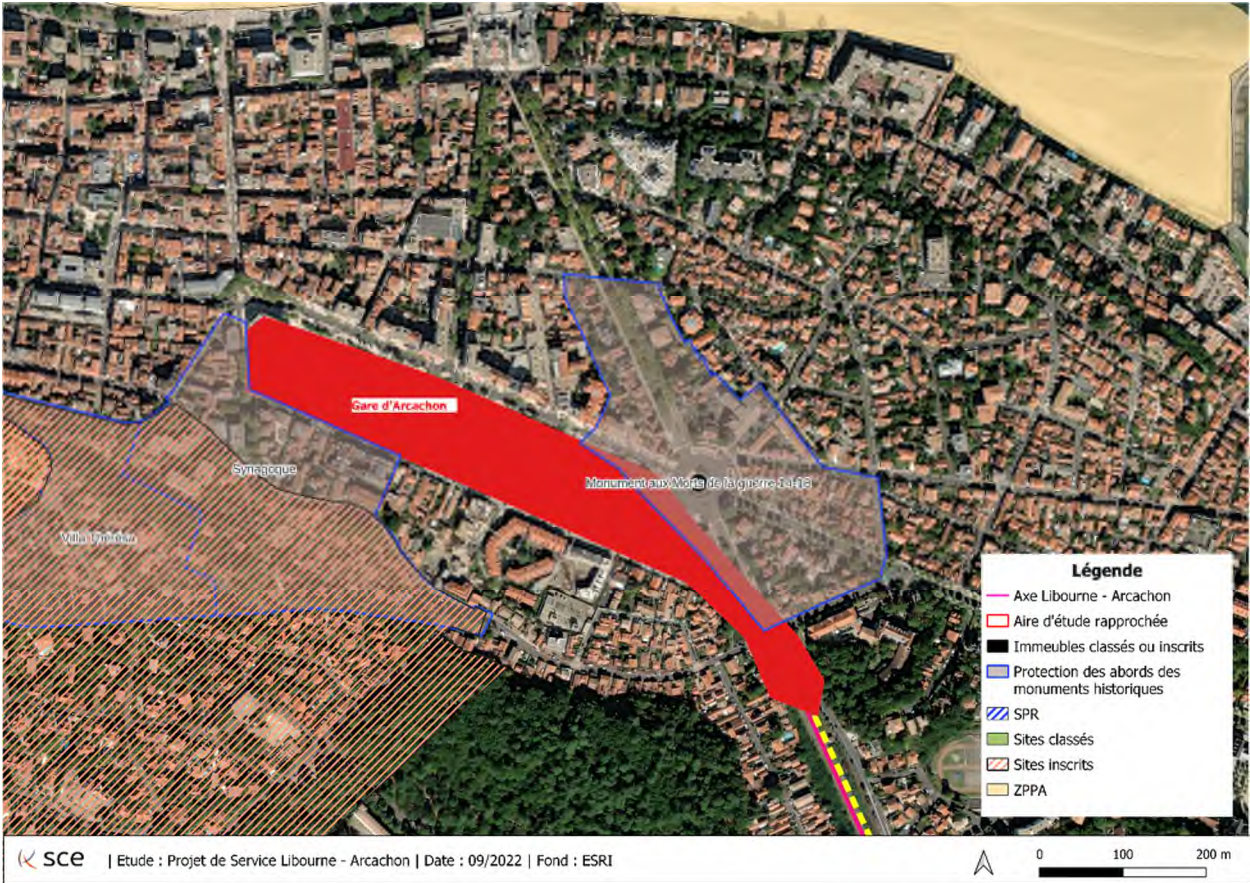 Gare d'Arcachon
Synagogue
Monument aux Morts de la guerre 14-18
Villa Térésa
Légende
Axe Libourne - Arcachon
Aire d'étude rapprochée
Immeubles classés ou inscrits
Protection des abords des
monuments historiques
SPR
Sites classés
Sites inscrits
ZPPA
sce | Etude : Projet de Service Libourne - Arcachon | Date : 09/2022 | Fond : ESRI
0 100 200 m